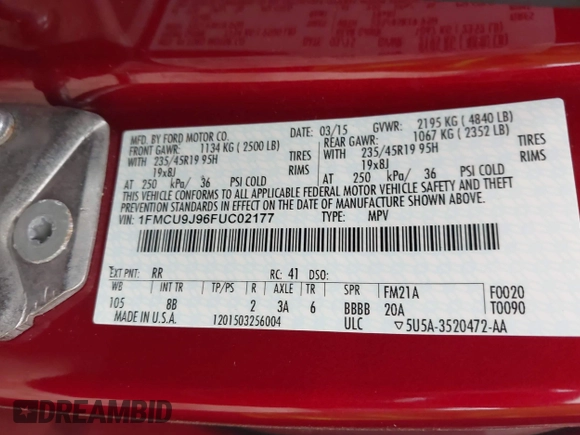 MFD. BY FORD MOTOR CO.
DATE: 03/15
GVWR: 2195 KG ( 4840 LB)
FRONT GAWR: 1134 KG ( 2500 LB)
REAR GAWR: 1067 KG ( 2352 LB)
WITH 235/45R19 95H TIRES
WITH 235/45R19 95H TIRES
19x8J RIMS
19x8J RIMS
AT 250 kPa/ 36 PSI COLD
AT 250 kPa/ 36 PSI COLD
THIS VEHICLE CONFORMS TO ALL APPLICABLE FEDERAL MOTOR VEHICLE SAFETY AND THEFT PREVENTION STANDARDS IN EFFECT ON THE DATE OF MANUFACTURE SHOWN ABOVE.
VIN: 1FMCU9J96FUC02177
TYPE: MPV
EXT PNT: RR RC: 41 DSO:
WB INT TR TP/PS R AXLE TR SPR FM21A F0020
105 8B 2 3A 6 BBBB 20A T0090
MADE IN U.S.A. 1201503256004 ULC ▽5U5A-3520472-AA
DREAMBID